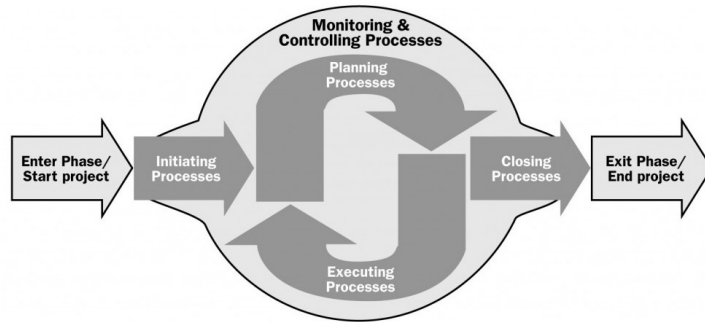 Monitoring &
Controlling Processes
Planning
Processes
Enter Phase/
Start project
Initiating
Processes
Closing
Processes
Exit Phase/
End project
Executing
Processes